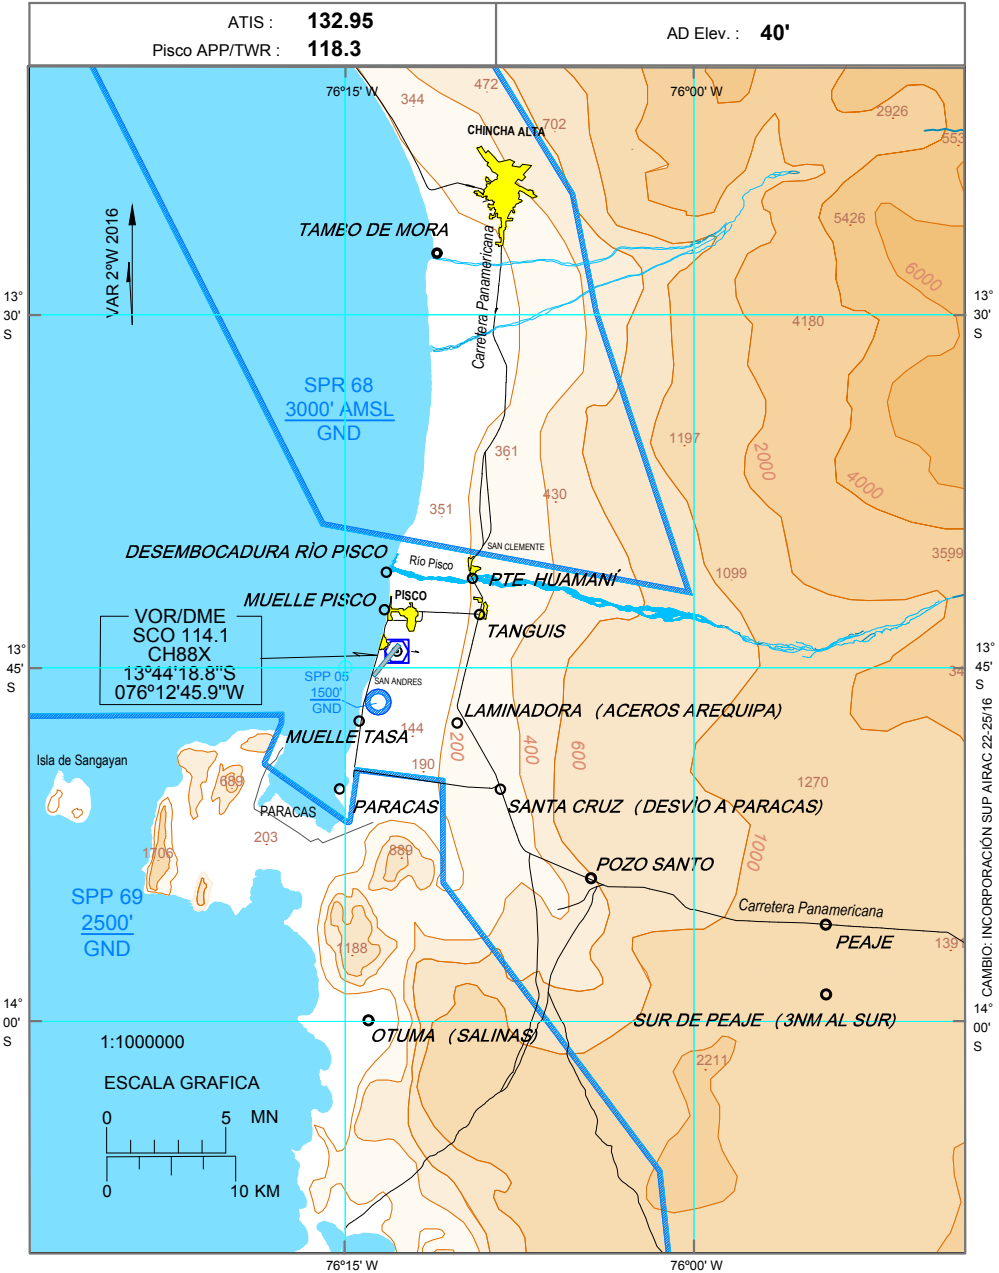 ATIS : 132.95
Pisco APP/TWR : 118.3
AD Elev. : 40'
76º15' W
76º00' W
344
472
702
2926
553
CHINCHA ALTA
VAR 2ºW 2016
TAMBO DE MORA
Carretera Panamericana
5426
6000
13°
30'
S
4180
13°
30'
S
SPR 68
3000' AMSL
GND
361
1197
2000
4000
430
351
3599
DESEMBOCADURA RÌO PISCO
Río Pisco
SAN CLEMENTE
PTE. HUAMANÍ
1099
MUELLE PISCO
PISCO
TANGUIS
VOR/DME
SCO 114.1
CH88X
13º44'18.8"S
076º12'45.9"W
13°
45'
S
13°
45'
S
34
SPP 05
1500'
GND
SAN ANDRES
LAMINADORA (ACEROS AREQUIPA)
MUELLE TASA
144
200
400
600
Isla de Sangayan
689
190
1270
PARACAS
PARACAS
SANTA CRUZ (DESVÌO A PARACAS)
203
1706
889
1000
POZO SANTO
SPP 69
2500'
GND
Carretera Panamericana
PEAJE
1391
1188
14°
00'
S
OTUMA (SALINAS)
SUR DE PEAJE (3NM AL SUR)
14°
00'
S
1:1000000
2211
ESCALA GRAFICA
0 5 MN
0 10 KM
76º15' W
76º00' W
CAMBIO: INCORPORACIÓN SUP AIRAC 22-25/16